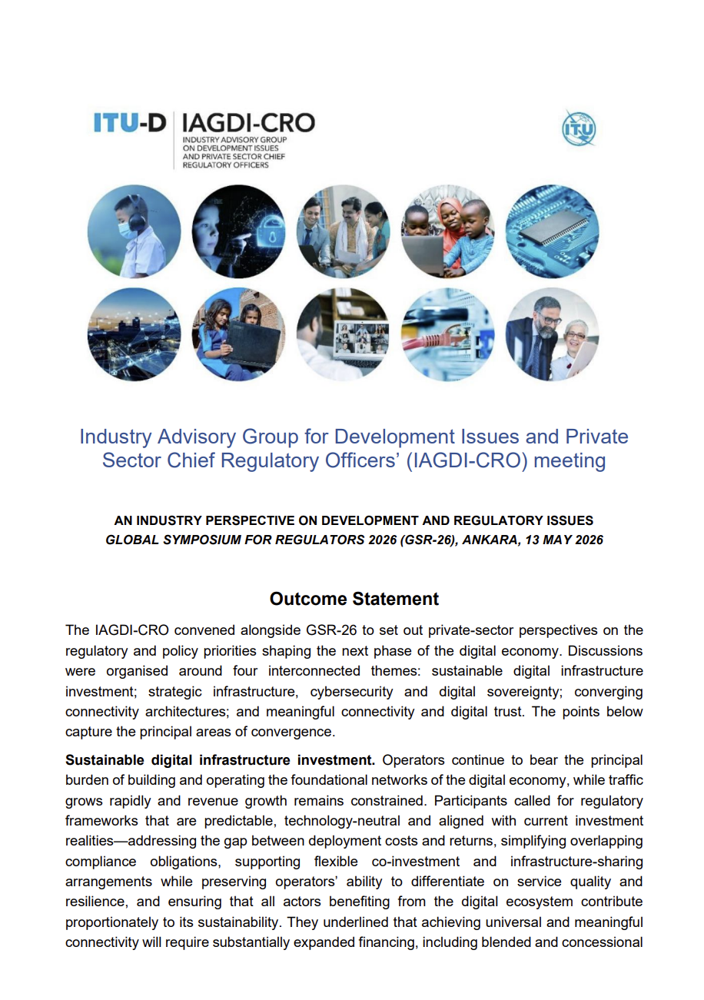 ITU-D
IAGDI-CRO
INDUSTRY ADVISORY GROUP
ON DEVELOPMENT ISSUES
AND PRIVATE SECTOR CHIEF
REGULATORY OFFICERS
ITU
Industry Advisory Group for Development Issues and Private
Sector Chief Regulatory Officers’ (IAGDI-CRO) meeting
AN INDUSTRY PERSPECTIVE ON DEVELOPMENT AND REGULATORY ISSUES
GLOBAL SYMPOSIUM FOR REGULATORS 2026 (GSR-26), ANKARA, 13 MAY 2026
Outcome Statement
The IAGDI-CRO convened alongside GSR-26 to set out private-sector perspectives on the
regulatory and policy priorities shaping the next phase of the digital economy. Discussions
were organised around four interconnected themes: sustainable digital infrastructure
investment; strategic infrastructure, cybersecurity and digital sovereignty; converging
connectivity architectures; and meaningful connectivity and digital trust. The points below
capture the principal areas of convergence.
Sustainable digital infrastructure investment. Operators continue to bear the principal
burden of building and operating the foundational networks of the digital economy, while traffic
grows rapidly and revenue growth remains constrained. Participants called for regulatory
frameworks that are predictable, technology-neutral and aligned with current investment
realities—addressing the gap between deployment costs and returns, simplifying overlapping
compliance obligations, supporting flexible co-investment and infrastructure-sharing
arrangements while preserving operators’ ability to differentiate on service quality and
resilience, and ensuring that all actors benefiting from the digital ecosystem contribute
proportionately to its sustainability. They underlined that achieving universal and meaningful
connectivity will require substantially expanded financing, including blended and concessional